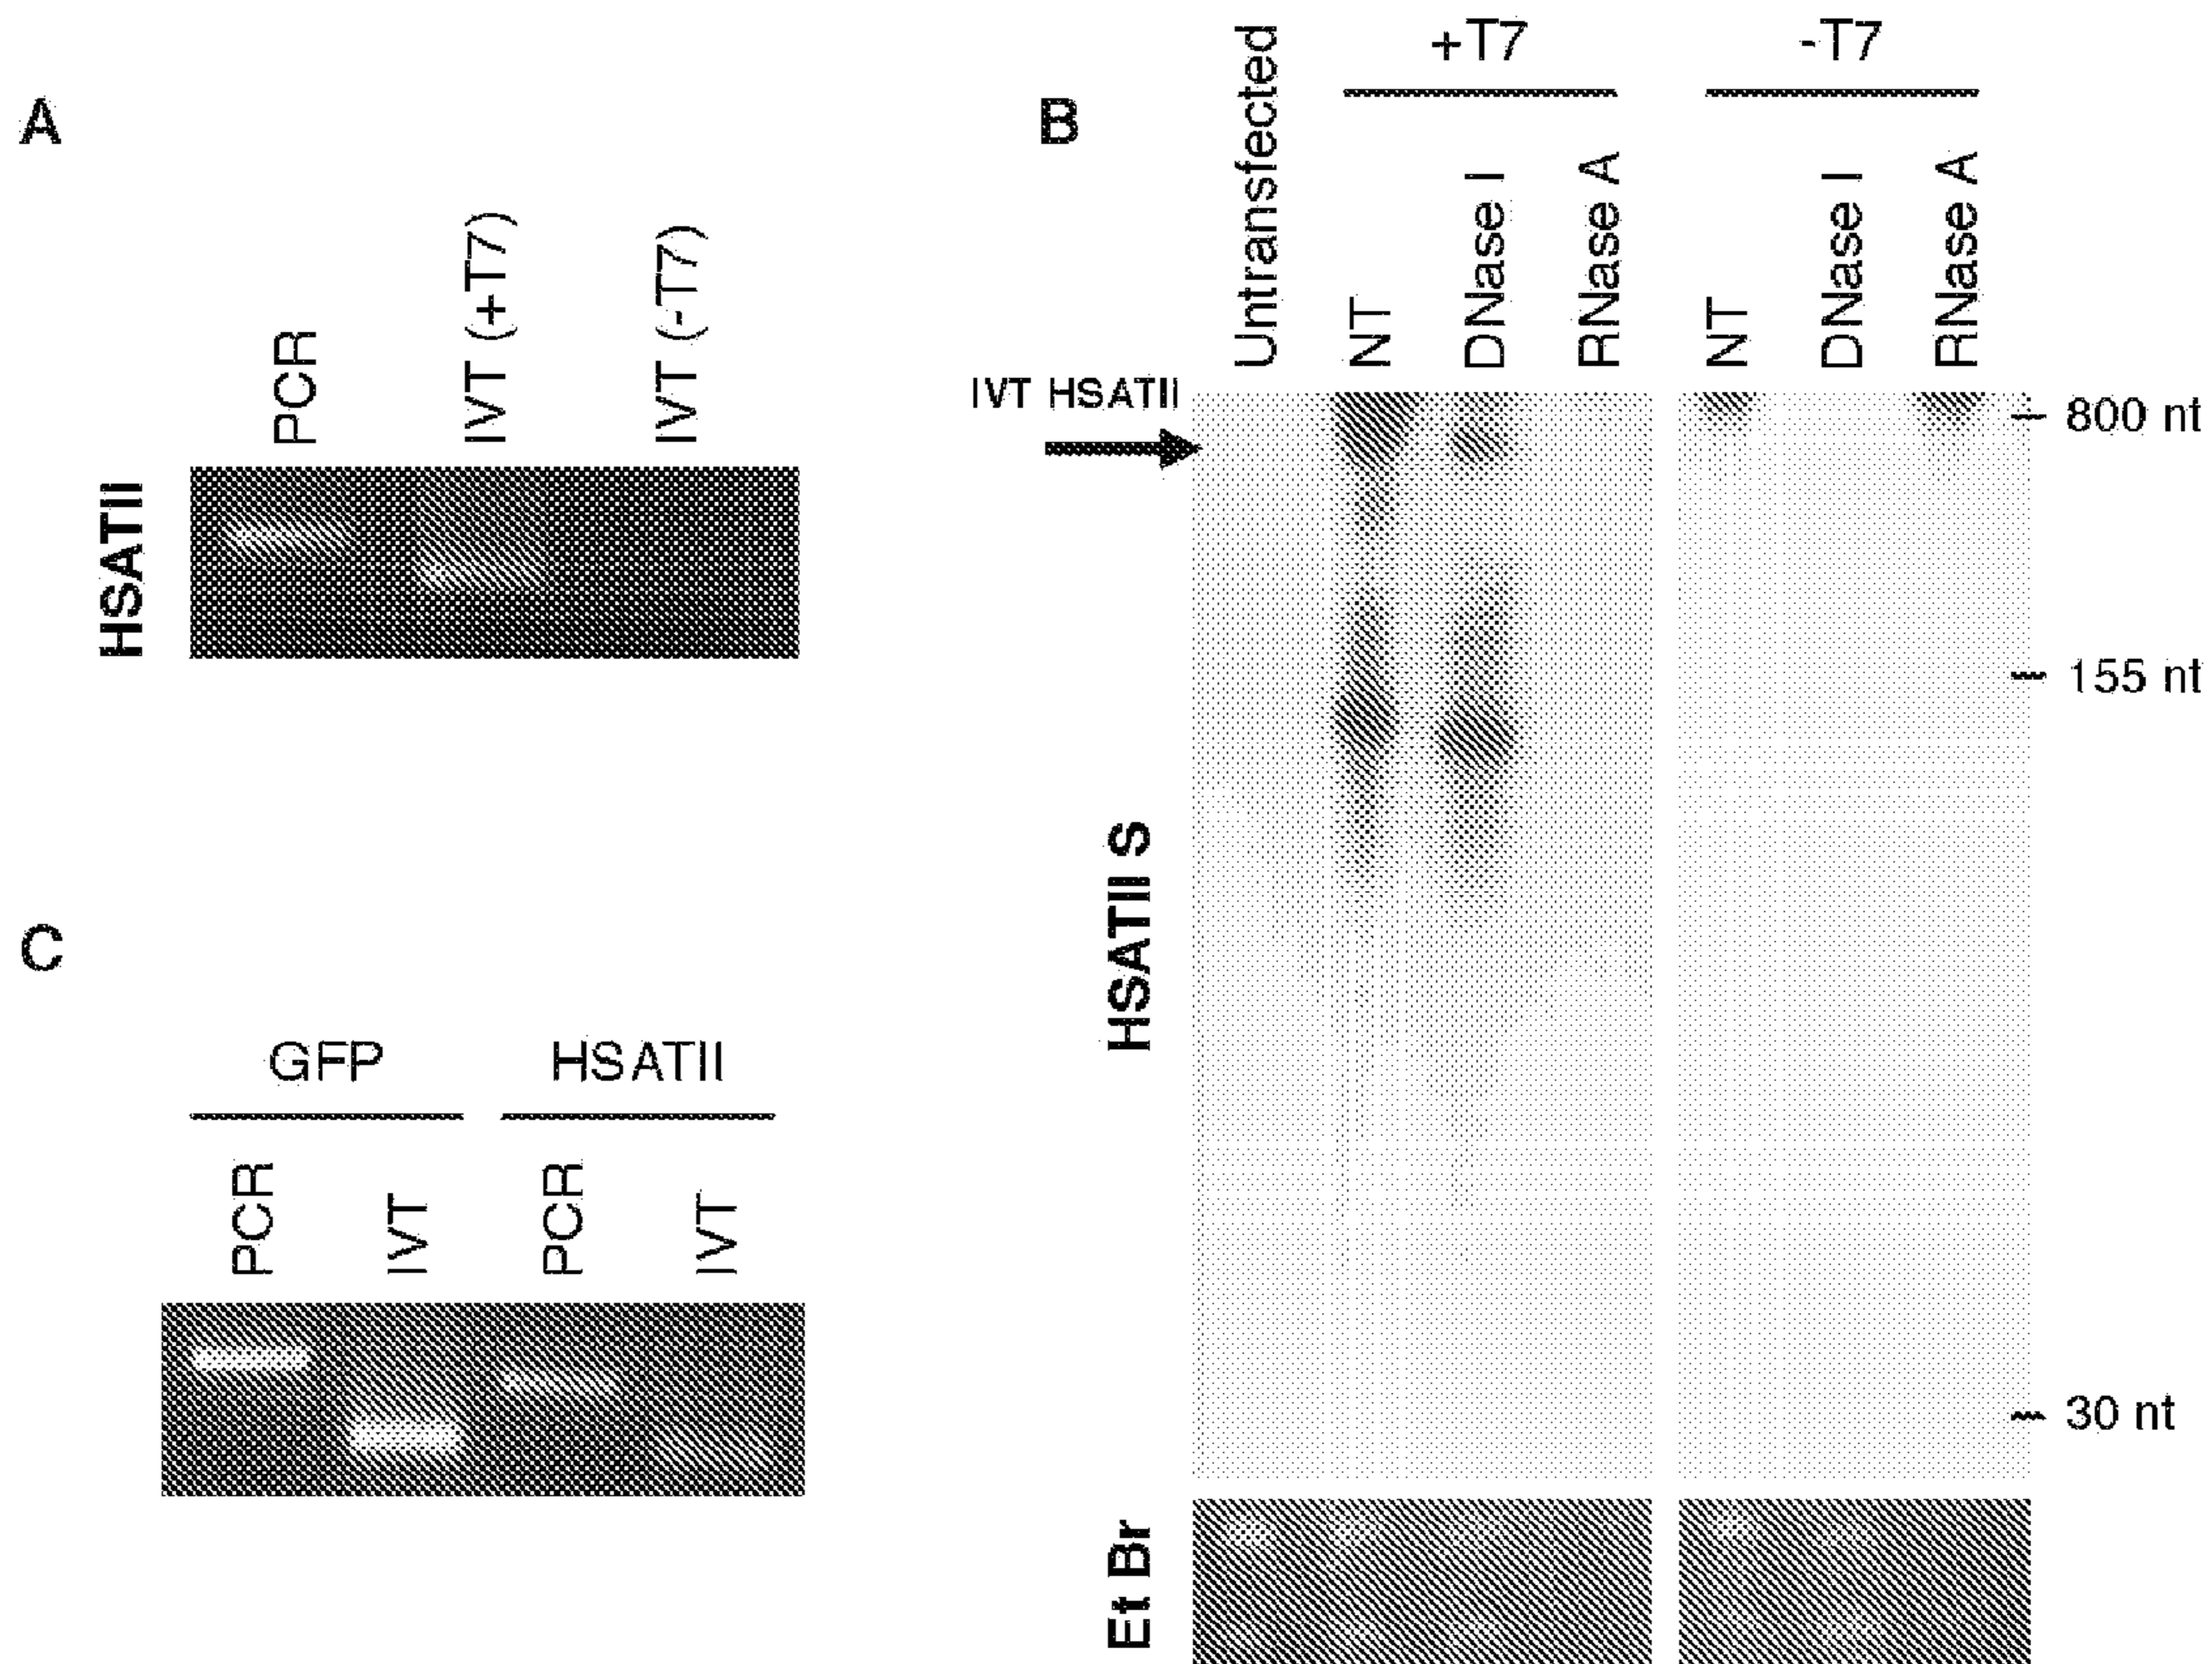 A
PCR
IVT (+T7)
IVT (-T7)
HSATII
B
Untransfected
+T7
-T7
NT
DNase I
RNase A
NT
DNase I
RNase A
IVT HSATII
800 nt
155 nt
30 nt
HSATII S
Et Br
C
GFP
HSATII
PCR
IVT
PCR
IVT